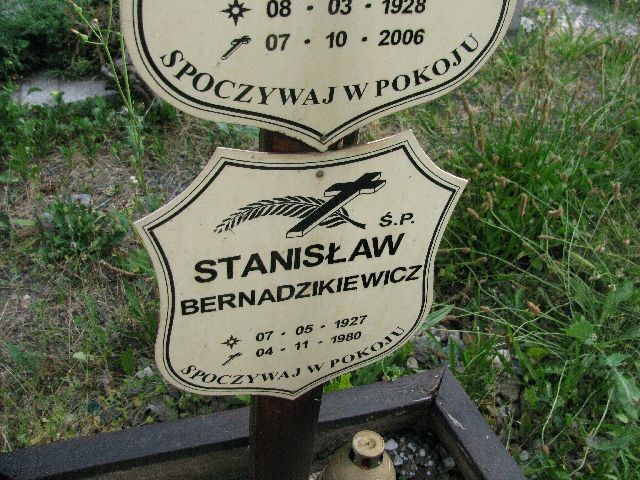 08 - 03 - 1928
07 - 10 - 2006
SPOCZYWAJ W POKOJU
Ś.P.
STANISŁAW
BERNADZIKIEWICZ
07 - 05 - 1927
04 - 11 - 1980
SPOCZYWAJ W POKOJU